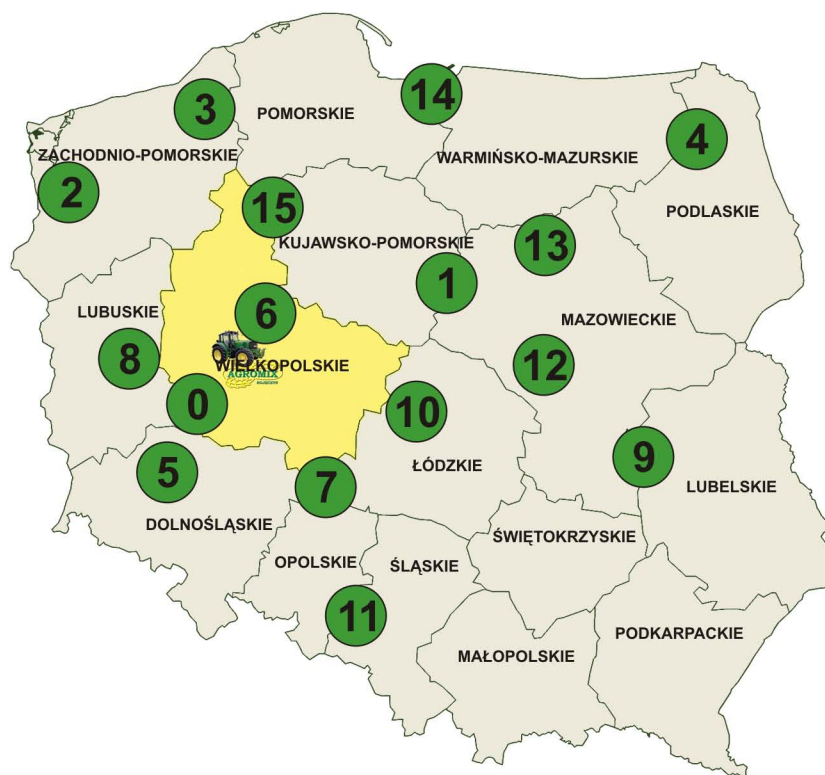 3
POMORSKIE
14
ZACHODNIO-POMORSKIE
WARMIŃSKO-MAZURSKIE
4
2
15
PODLASKIE
KUJAWSKO-POMORSKIE
13
1
LUBUSKIE
6
MAZOWIECKIE
8
WIELKOPOLSKIE
12
AGROMIX
0
10
5
ŁÓDZKIE
9
7
LUBELSKIE
DOLNOŚLĄSKIE
ŚWIĘTOKRZYSKIE
OPOLSKIE
ŚLĄSKIE
11
PODKARPACKIE
MAŁOPOLSKIE